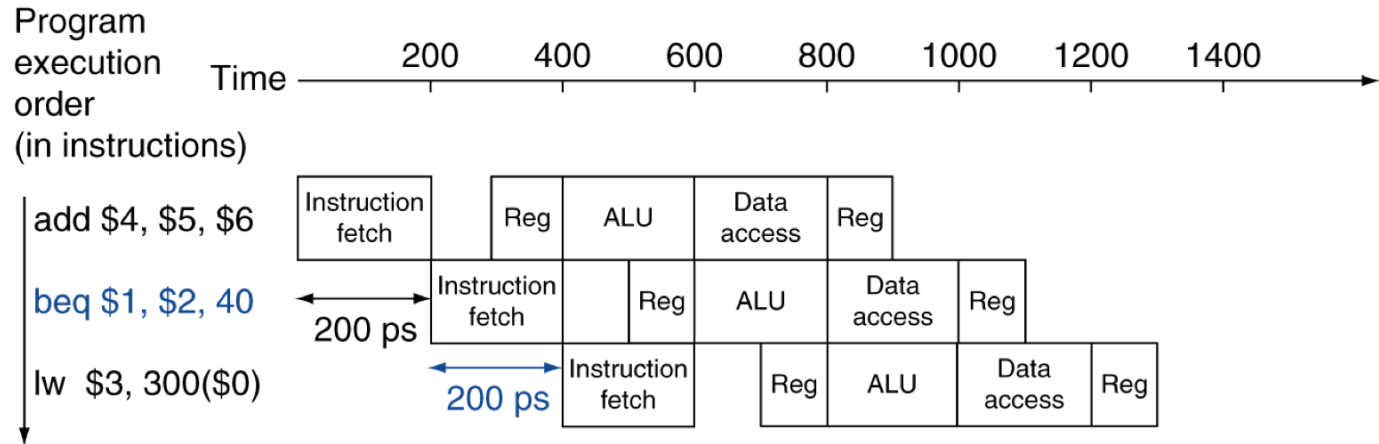 Program
execution
order
(in instructions)
Time
200 400 600 800 1000 1200 1400
add $4, $5, $6
Instruction
fetch
Reg
ALU
Data
access
Reg
beq $1, $2, 40
200 ps
Instruction
fetch
Reg
ALU
Data
access
Reg
lw $3, 300($0)
200 ps
Instruction
fetch
Reg
ALU
Data
access
Reg